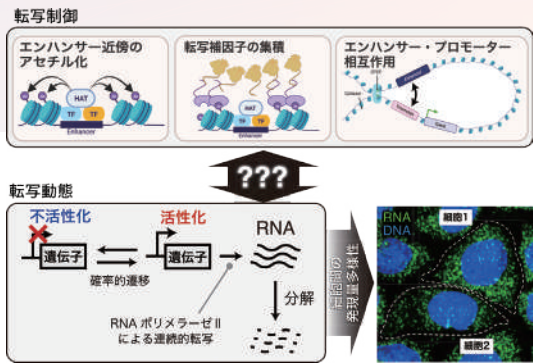 転写制御
エンハンサー近傍の
アセチル化
転写補因子の集積
エンハンサー・プロモーター
相互作用
HAT
TF TF
Enhancer
HAT
TF TF
Enhancer
???
転写動態
不活性化
活性化
RNA
遺伝子
遺伝子
確率的遷移
分解
RNAポリメラーゼⅡ
による連続的転写
細胞間の
発現量多様性
RNA
DNA
細胞1
細胞2